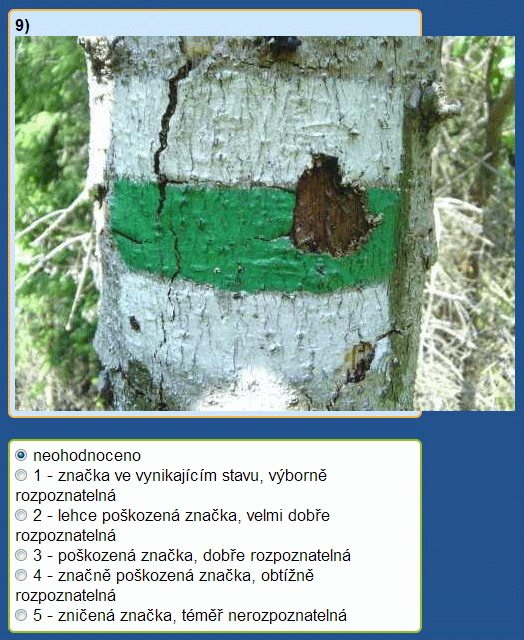 9)
neohodnoceno
1 - značka ve vynikajícím stavu, výborně
rozpoznatelná
2 - lehce poškozená značka, velmi dobře
rozpoznatelná
3 - poškozená značka, dobře rozpoznatelná
4 - značně poškozená značka, obtížně
rozpoznatelná
5 - zničená značka, téměř nerozpoznatelná